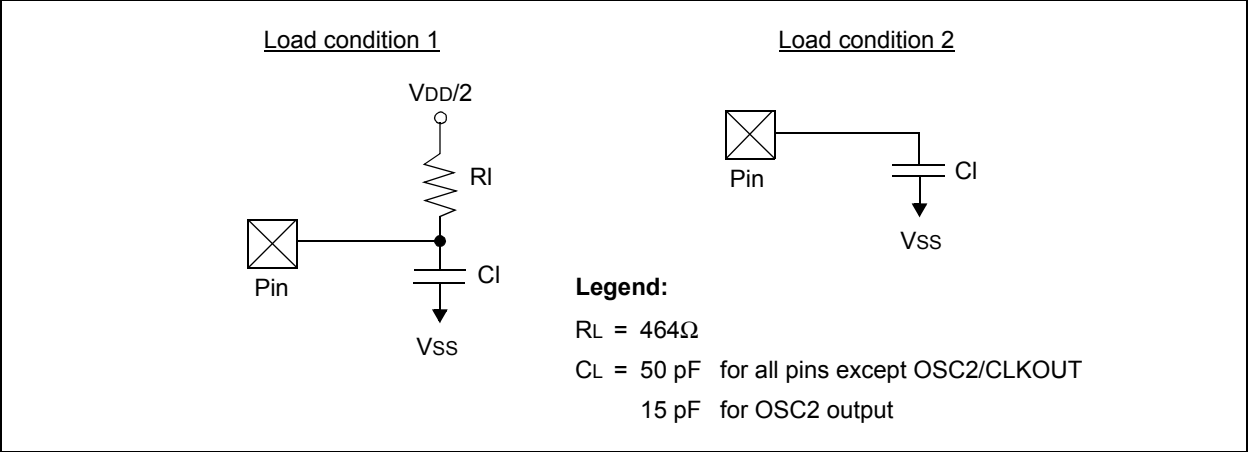 Load condition 1
VDD/2
Rl
Pin
Cl
VSS
Load condition 2
Pin
Cl
VSS
Legend:
RL = 464Ω
CL = 50 pF for all pins except OSC2/CLKOUT
15 pF for OSC2 output